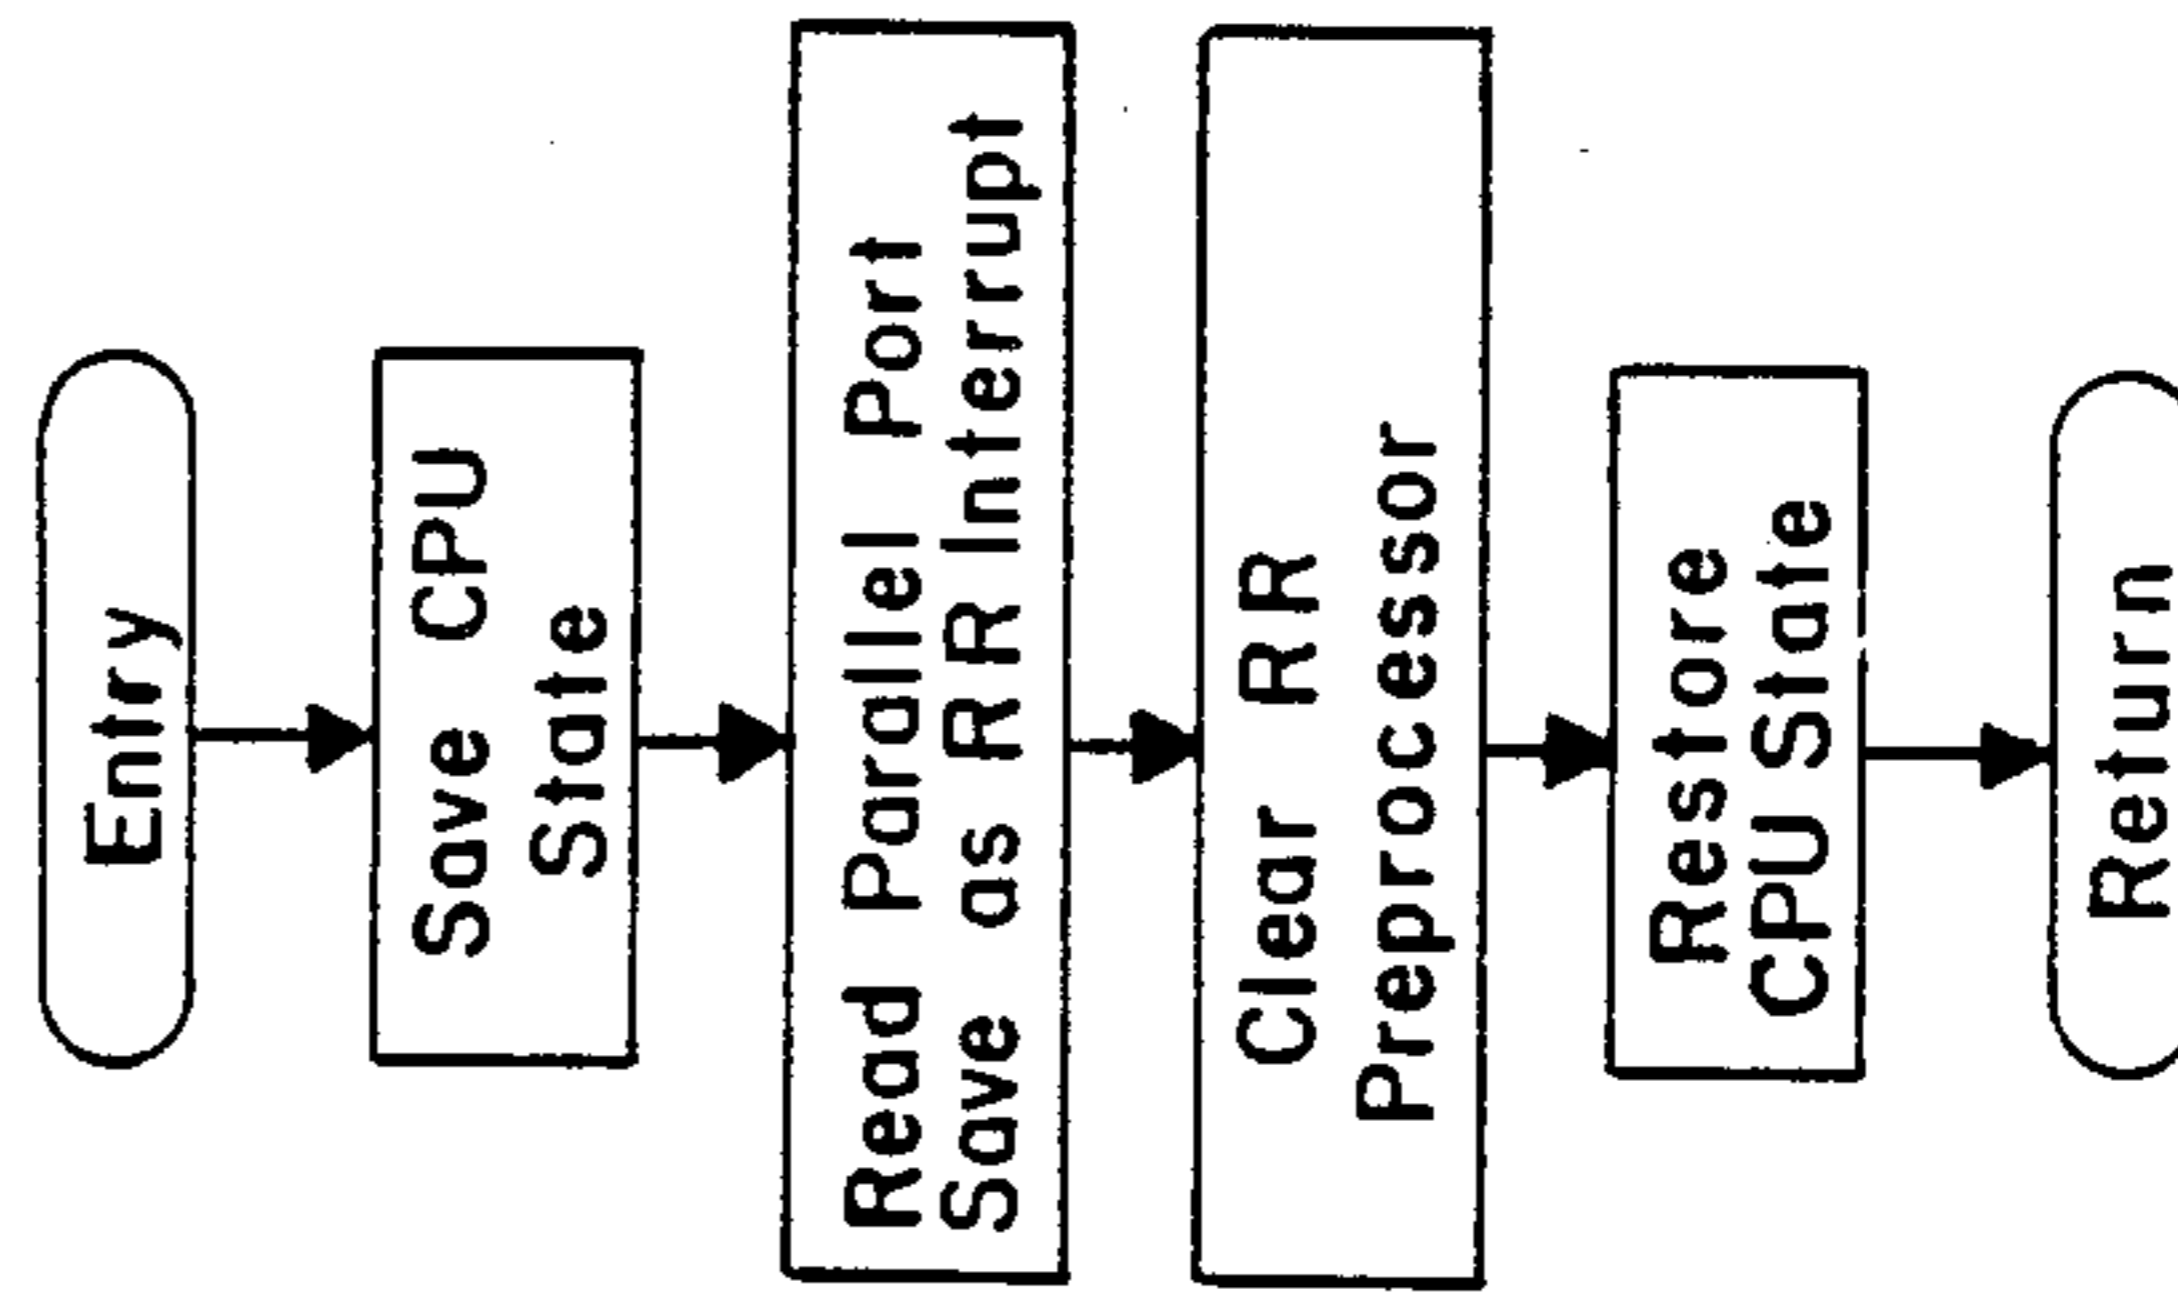 Entry
Save CPU
State
Read Parallel Port
Save as RR Interrupt
Clear RR
Preprocessor
Restore
CPU State
Return